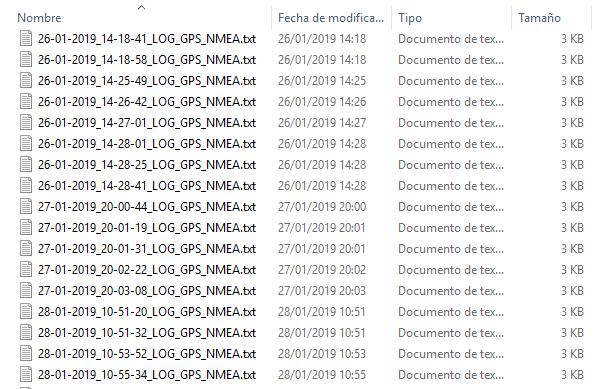 Nombre Fecha de modifica... Tipo Tamaño
26-01-2019_14-18-41_LOG_GPS_NMEA.txt 26/01/2019 14:18 Documento de tex... 3 KB
26-01-2019_14-18-58_LOG_GPS_NMEA.txt 26/01/2019 14:18 Documento de tex... 3 KB
26-01-2019_14-25-49_LOG_GPS_NMEA.txt 26/01/2019 14:25 Documento de tex... 3 KB
26-01-2019_14-26-42_LOG_GPS_NMEA.txt 26/01/2019 14:26 Documento de tex... 3 KB
26-01-2019_14-27-01_LOG_GPS_NMEA.txt 26/01/2019 14:27 Documento de tex... 3 KB
26-01-2019_14-28-01_LOG_GPS_NMEA.txt 26/01/2019 14:28 Documento de tex... 3 KB
26-01-2019_14-28-25_LOG_GPS_NMEA.txt 26/01/2019 14:28 Documento de tex... 3 KB
26-01-2019_14-28-41_LOG_GPS_NMEA.txt 26/01/2019 14:28 Documento de tex... 3 KB
27-01-2019_20-00-44_LOG_GPS_NMEA.txt 27/01/2019 20:00 Documento de tex... 3 KB
27-01-2019_20-01-19_LOG_GPS_NMEA.txt 27/01/2019 20:01 Documento de tex... 3 KB
27-01-2019_20-01-31_LOG_GPS_NMEA.txt 27/01/2019 20:01 Documento de tex... 3 KB
27-01-2019_20-02-22_LOG_GPS_NMEA.txt 27/01/2019 20:02 Documento de tex... 3 KB
27-01-2019_20-03-08_LOG_GPS_NMEA.txt 27/01/2019 20:03 Documento de tex... 3 KB
28-01-2019_10-51-20_LOG_GPS_NMEA.txt 28/01/2019 10:51 Documento de tex... 3 KB
28-01-2019_10-51-32_LOG_GPS_NMEA.txt 28/01/2019 10:51 Documento de tex... 3 KB
28-01-2019_10-53-52_LOG_GPS_NMEA.txt 28/01/2019 10:53 Documento de tex... 3 KB
28-01-2019_10-55-34_LOG_GPS_NMEA.txt 28/01/2019 10:55 Documento de tex... 3 KB